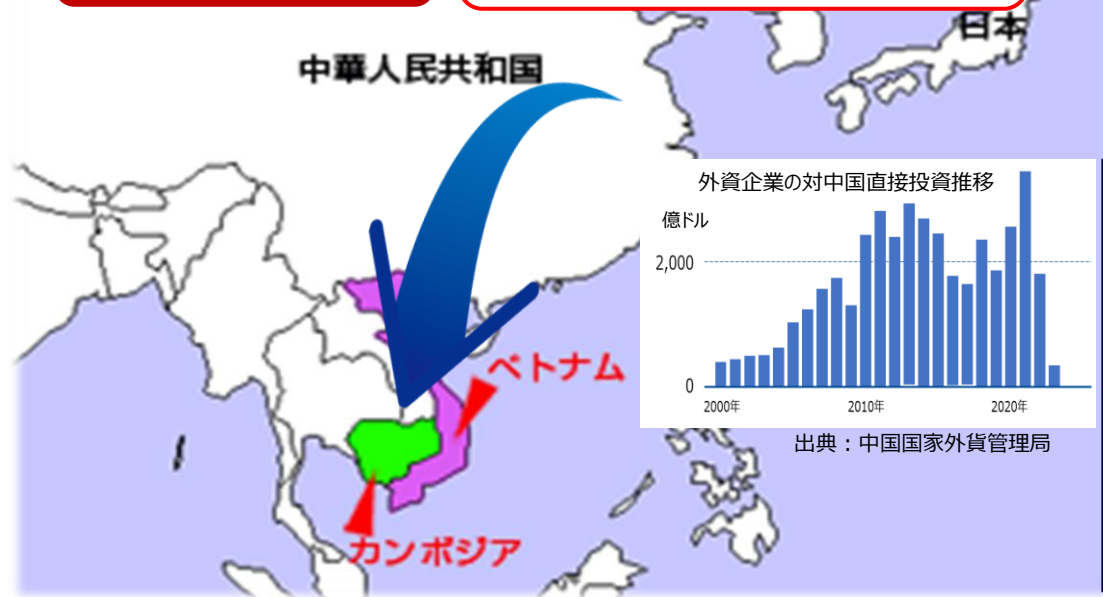 日本
中華人民共和国
外資企業の対中国直接投資推移
億ドル
2,000
0
2000年
2010年
2020年
出典：中国国家外貨管理局
ベトナム
カンボジア